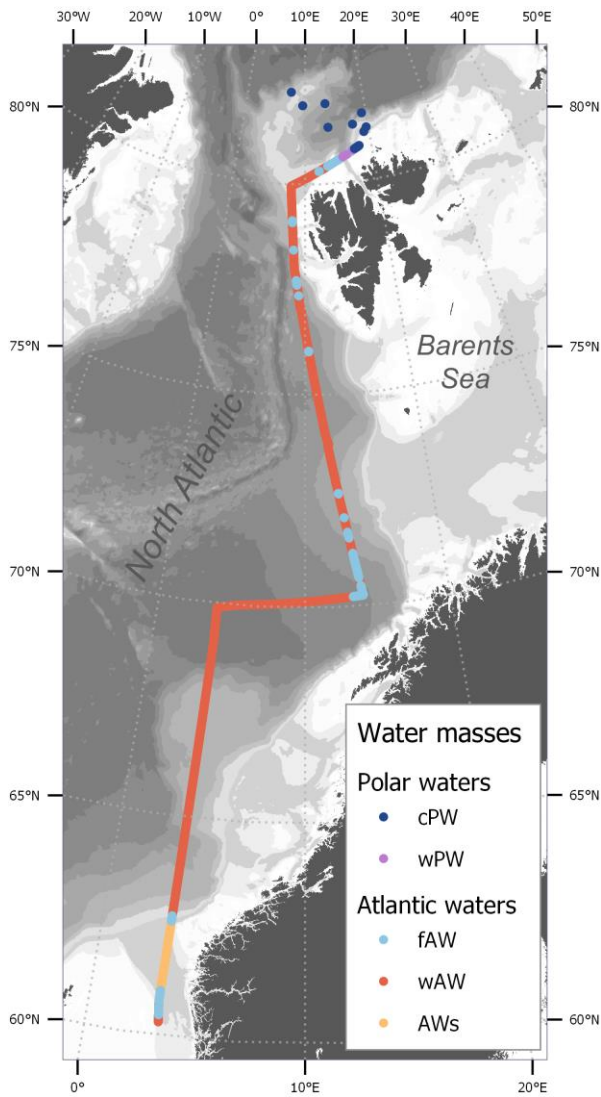 30°W 20°W 10°W 0° 10°E 20°E 30°E 40°E 50°E
80°N 80°N
75°N 75°N
Barents
Sea
North Atlantic
70°N 70°N
Water masses
Polar waters
cPW
65°N 65°N
wPW
Atlantic waters
fAW
wAW
60°N 60°N
AWs
0° 10°E 20°E